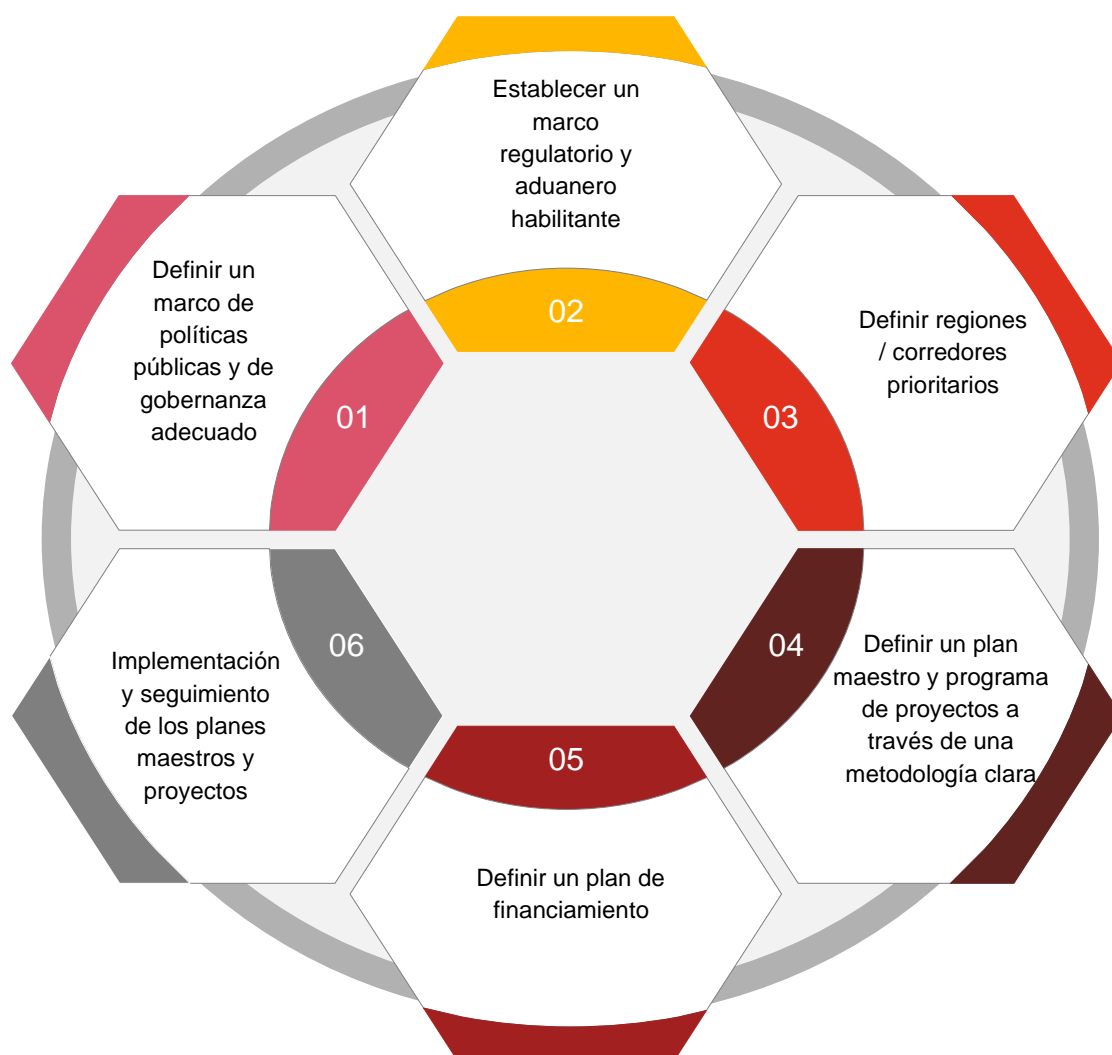 Definir un
marco de
políticas
públicas y de
gobernanza
adecuado
01
Establecer un
marco
regulatorio y
aduanero
habilitante
02
Definir regiones
/ corredores
prioritarios
03
Definir un plan
maestro y programa
de proyectos a
través de una
metodología clara
04
Definir un plan de
financiamiento
05
Implementación
y seguimiento
de los planes
maestros y
proyectos
06